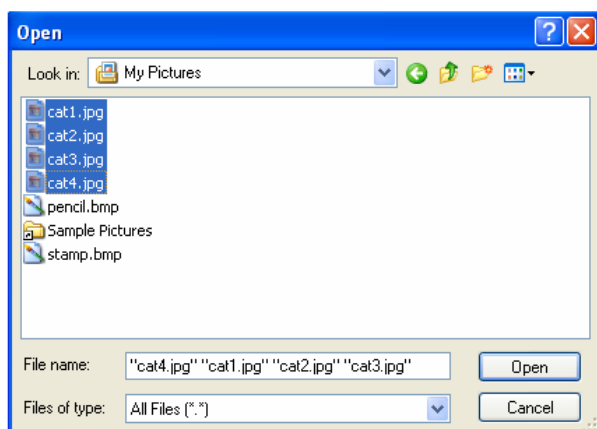 Open
Look in: My Pictures
cat1.jpg
cat2.jpg
cat3.jpg
cat4.jpg
pencil.bmp
Sample Pictures
stamp.bmp
File name: "cat4.jpg" "cat1.jpg" "cat2.jpg" "cat3.jpg" Open
Files of type: All Files (*.*) Cancel